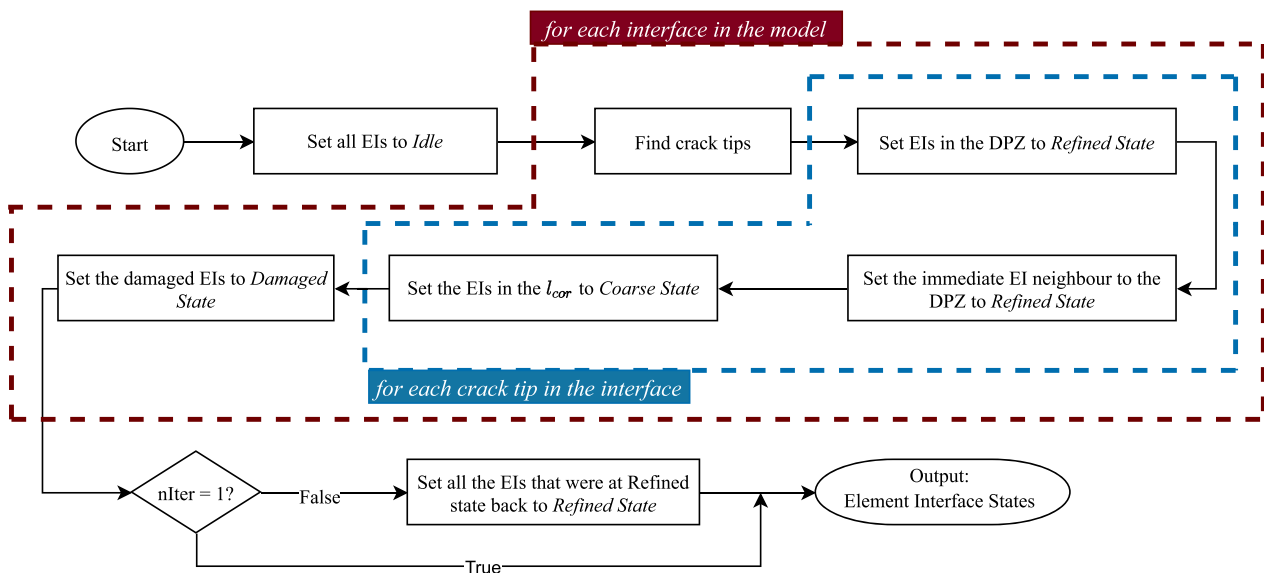 for each interface in the model
Start
Set all EIs to Idle
Find crack tips
Set EIs in the DPZ to Refined State
Set the immediate EI neighbour to the
DPZ to Refined State
Set the EIs in the l_cor to Coarse State
Set the damaged EIs to Damaged
State
for each crack tip in the interface
nIter = 1?
False
Set all the EIs that were at Refined
state back to Refined State
True
Output:
Element Interface States